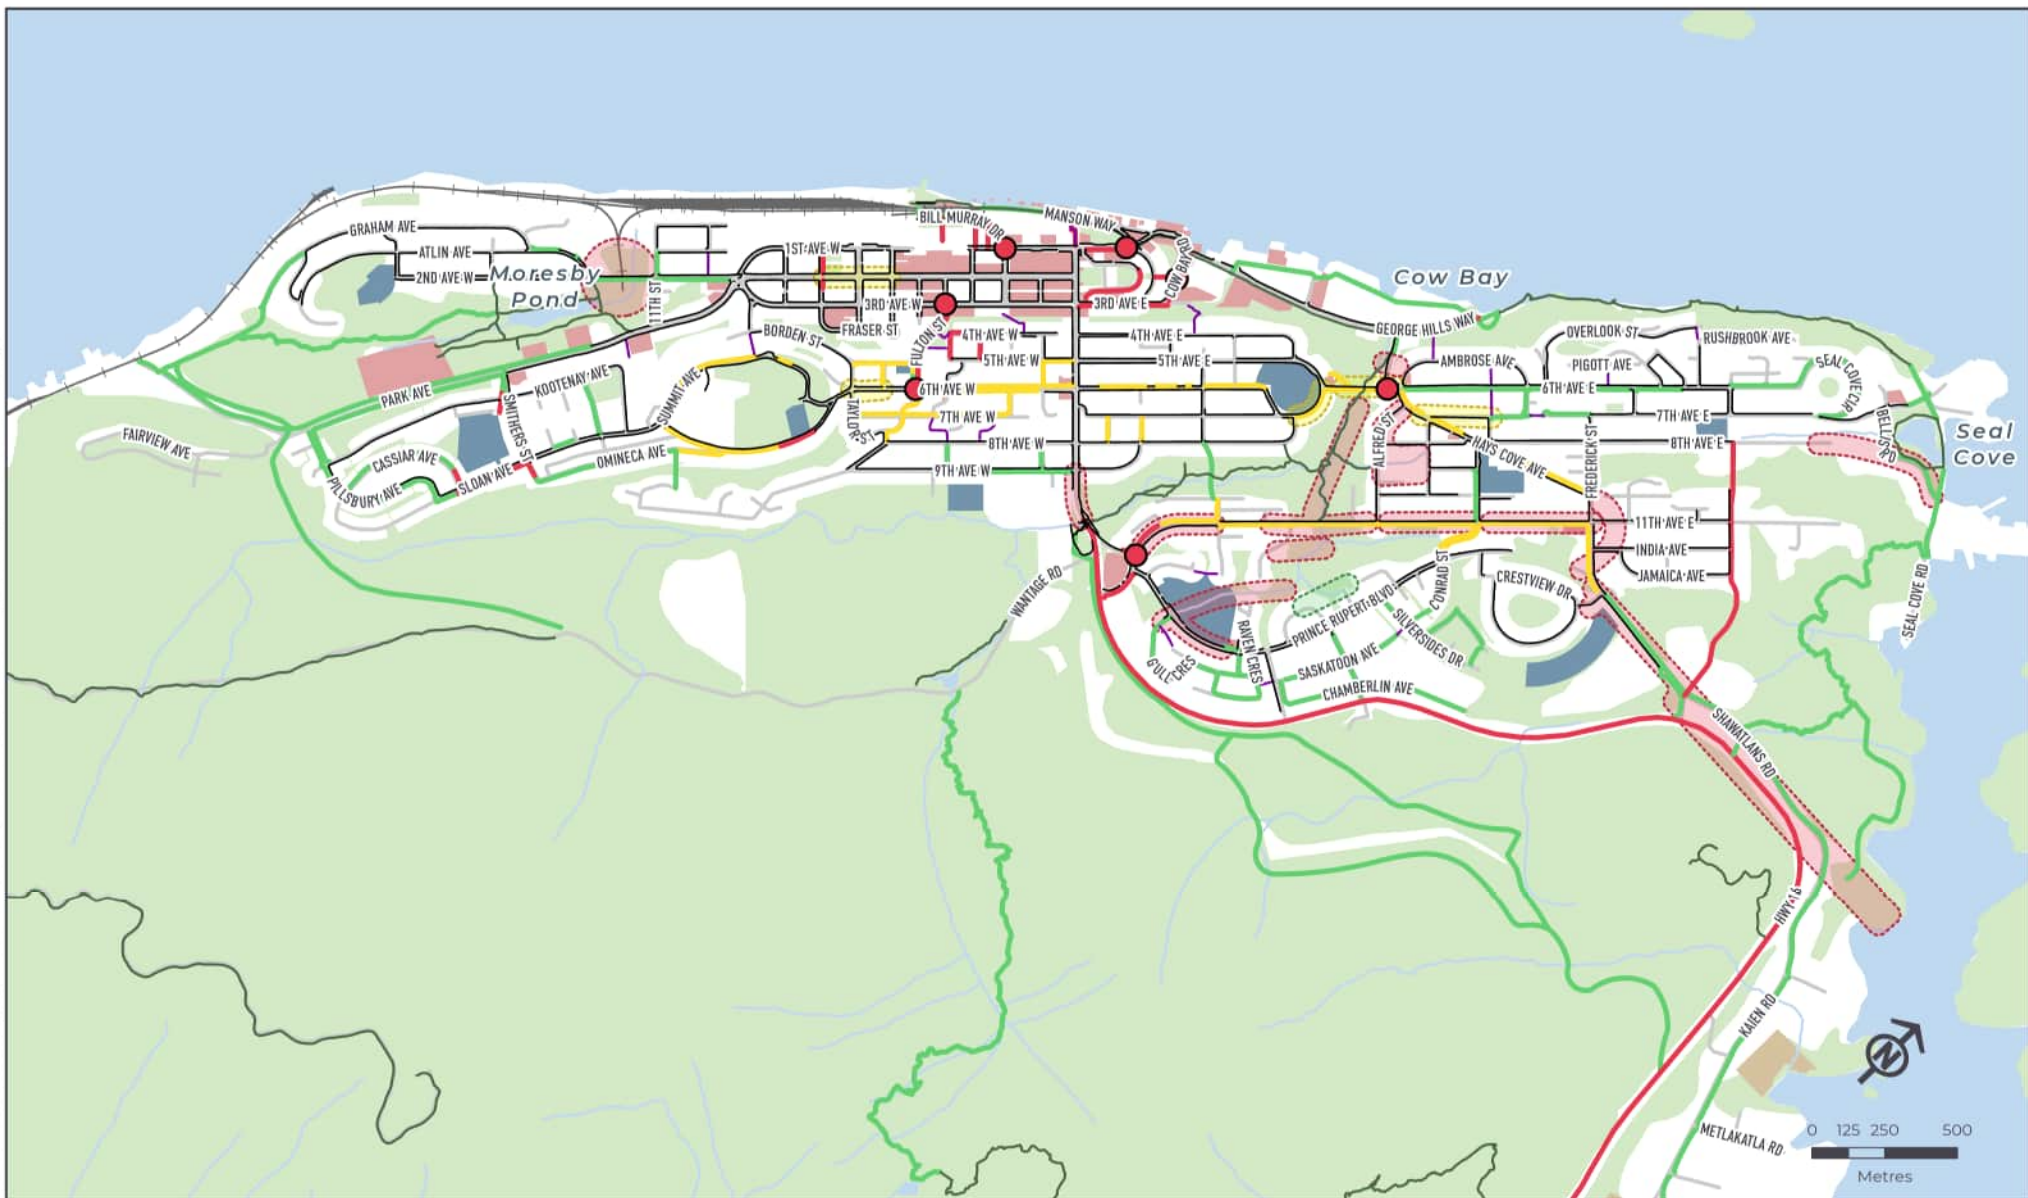 GRAHAM AVE
ATLIN AVE
2ND AVE W
Moresby
Pond
11TH ST
1ST AVE W
BILL MURRAY DR
MANSON WAY
COW BAY RD
3RD AVE W
3RD AVE E
Cow Bay
GEORGE HILLS WAY
FRASER ST
BORDEN ST
FULTON ST
4TH AVE W
5TH AVE W
4TH AVE E
5TH AVE E
OVERLOOK ST
RUSHBROOK AVE
AMBROSE AVE
PIGOTT AVE
SEAL COVE CIR
6TH AVE W
6TH AVE E
7TH AVE W
7TH AVE E
8TH AVE W
8TH AVE E
9TH AVE W
TAYLOR ST
SUMMIT AVE
KOOTENAY AVE
PARK AVE
SMITHERS ST
FAIRVIEW AVE
CASSIAR AVE
PILLSBURY AVE
SLOAN AVE
OMINECA AVE
ALFRED ST
HAYS COVE AVE
FREDERICK ST
BELLIS RD
Seal
Cove
11TH AVE E
INDIA AVE
JAMAICA AVE
WANTAGE RD
CONRAD ST
CRESTVIEW DR
PRINCE RUPERT BLVD
SILVERSIDES DR
RAVEN CRES
GULL CRES
SASKATOON AVE
CHAMBERLIN AVE
SEAL COVE RD
SHAWATLANS RD
HWY 16
KAIEN RD
METLAKATLA RD
N
0 125 250 500
Metres